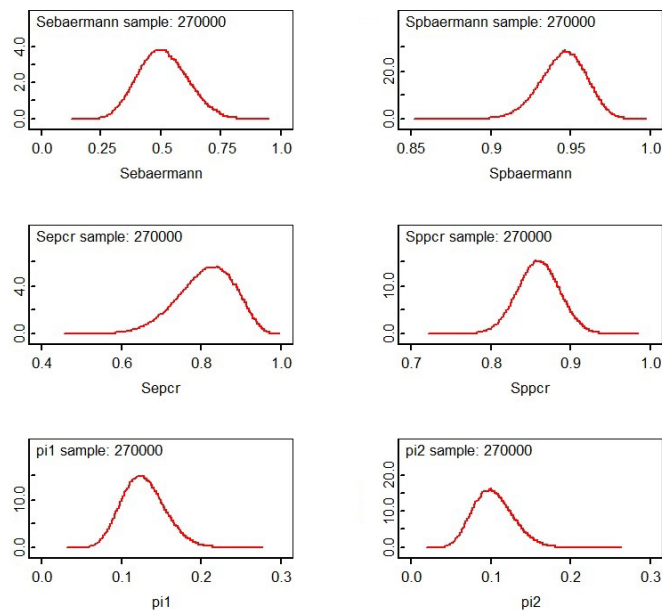 Sebaermann sample: 270000
4.0
2.0
0.0
0.0 0.25 0.5 0.75 1.0
Sebaermann
Spbaermann sample: 270000
20.0
0.0
0.85 0.9 0.95 1.0
Spbaermann
Sepcr sample: 270000
4.0
0.0
0.4 0.6 0.8 1.0
Sepcr
Sppcr sample: 270000
10.0
0.0
0.7 0.8 0.9 1.0
Sppcr
pi1 sample: 270000
10.0
0.0
0.0 0.1 0.2 0.3
pi1
pi2 sample: 270000
20.0
10.0
0.0
0.0 0.1 0.2 0.3
pi2